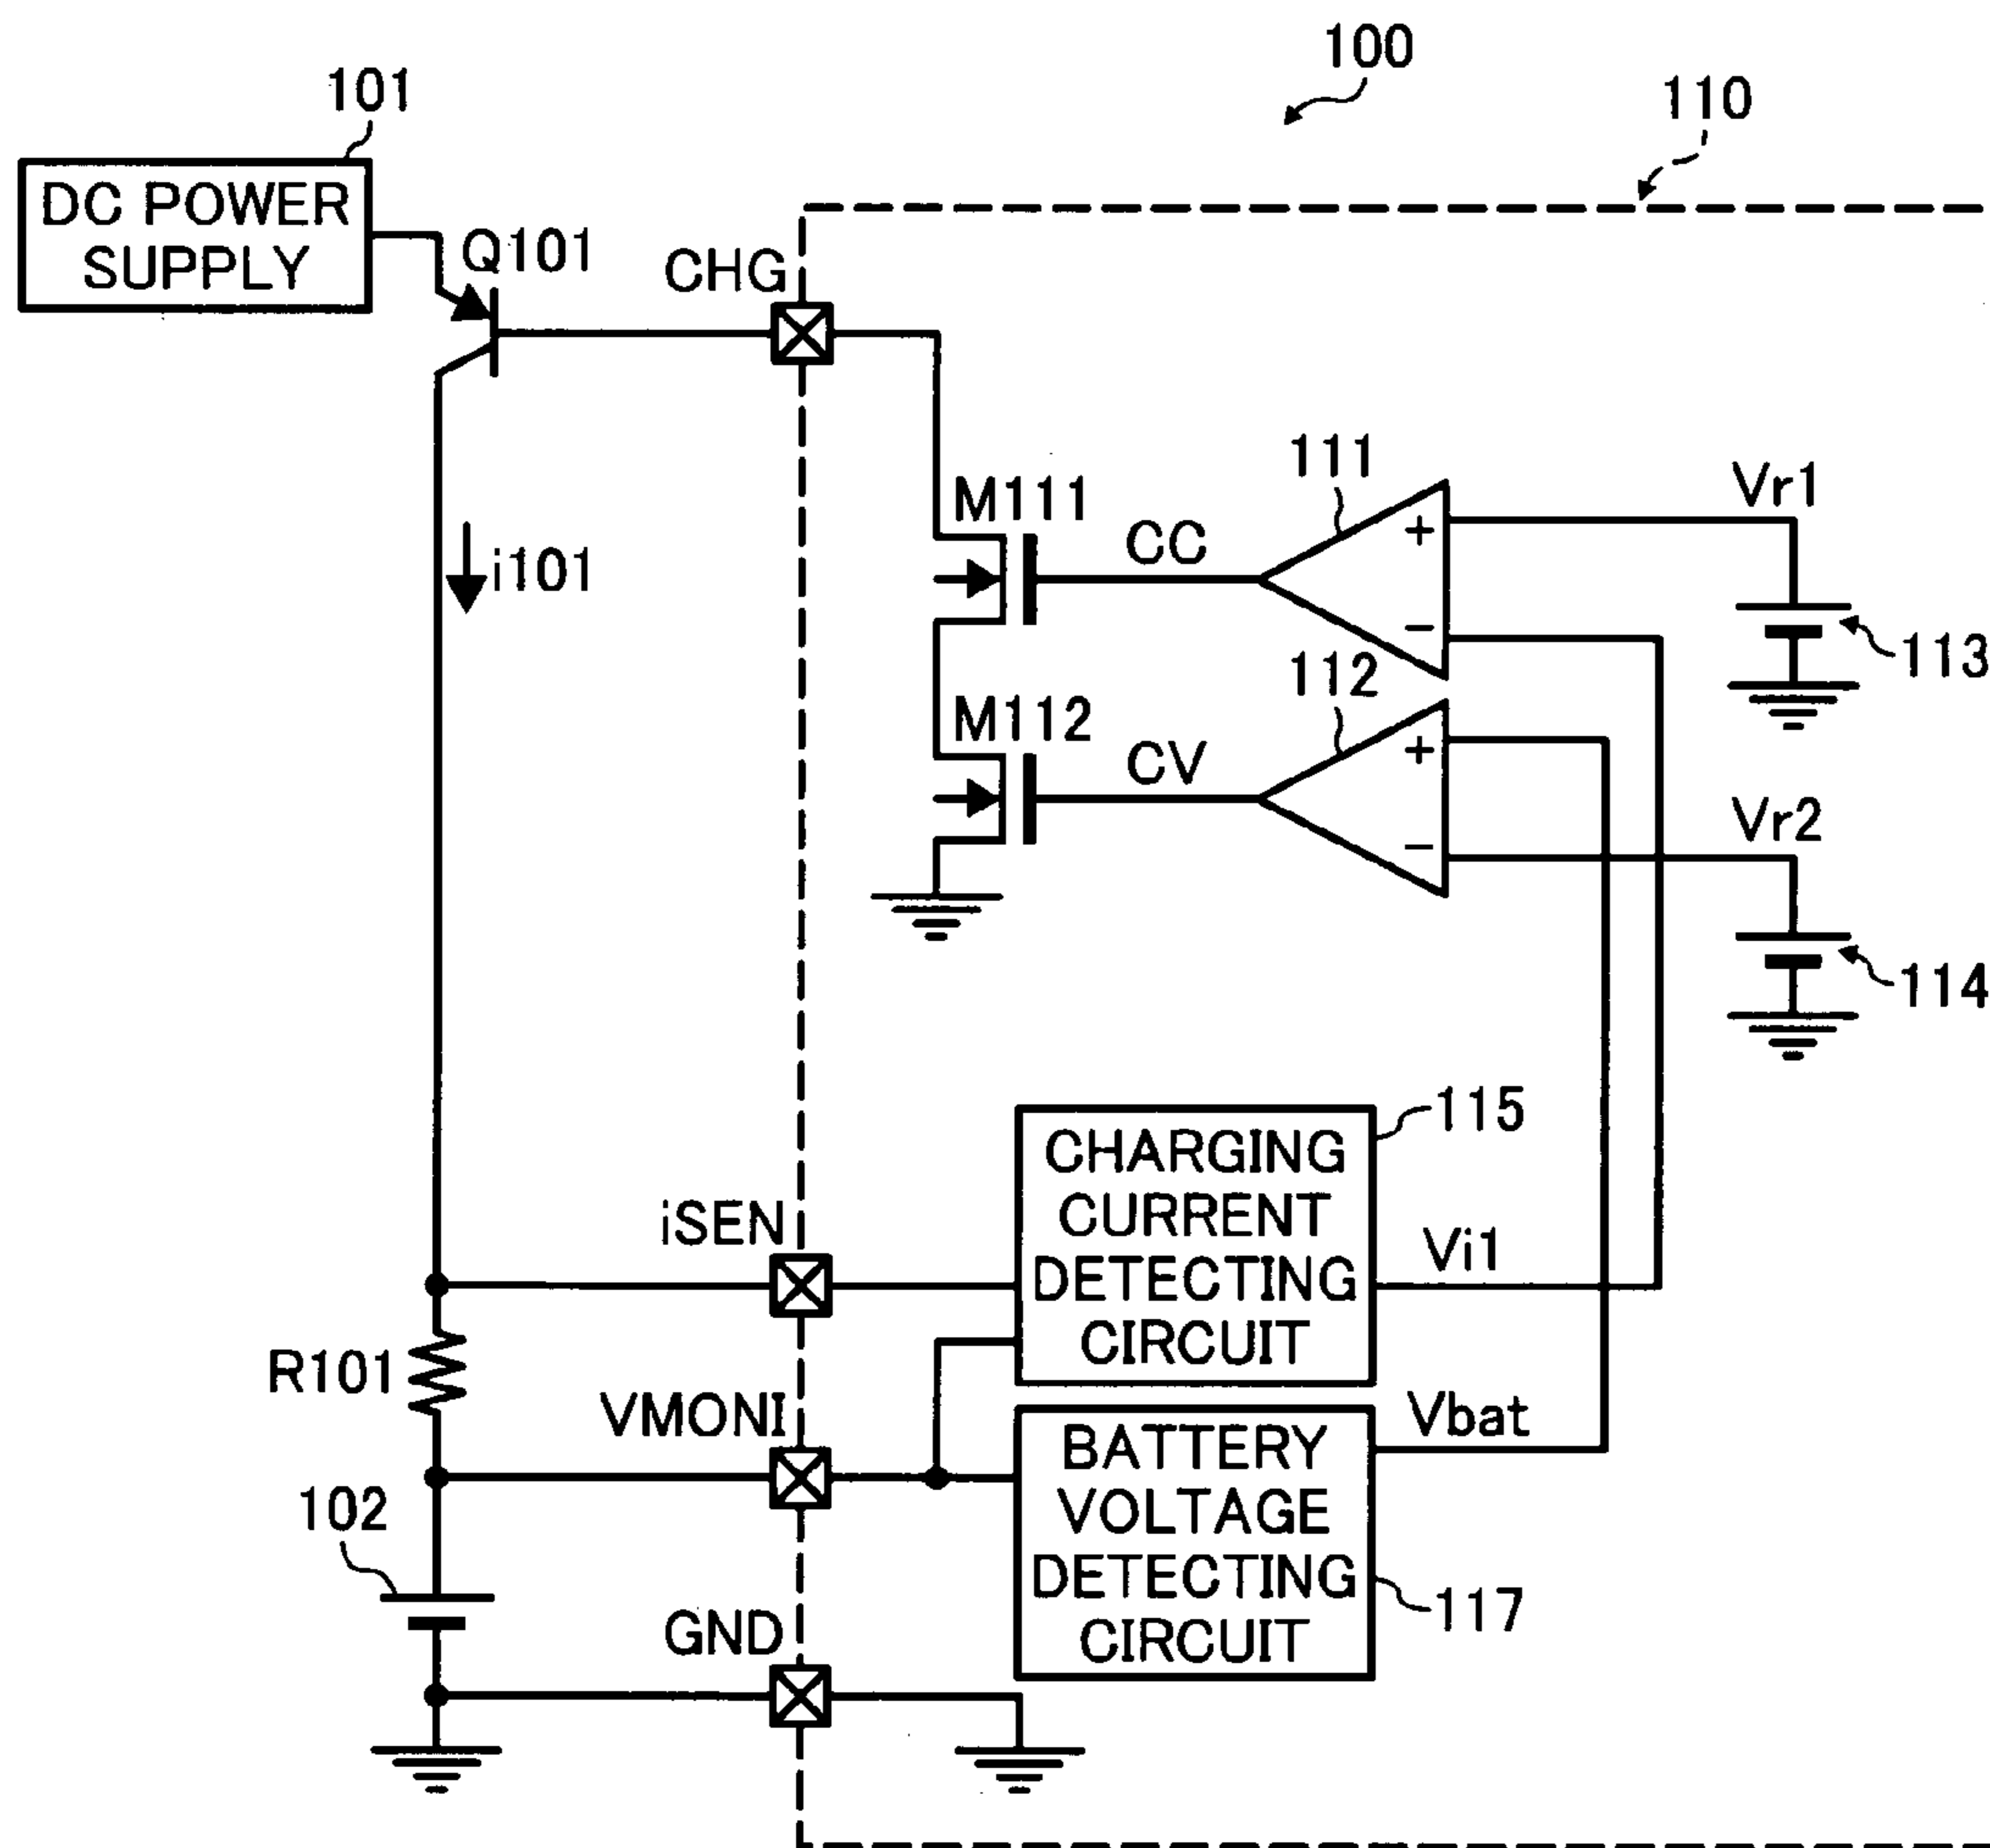 100
101
110
DC POWER
SUPPLY
Q101
CHG
i101
M111
CC
111
+
−
Vr1
113
M112
CV
112
+
−
Vr2
114
115
CHARGING
CURRENT
DETECTING
CIRCUIT
iSEN
Vi1
R101
VMONI
Vbat
BATTERY
VOLTAGE
DETECTING
CIRCUIT
102
117
GND